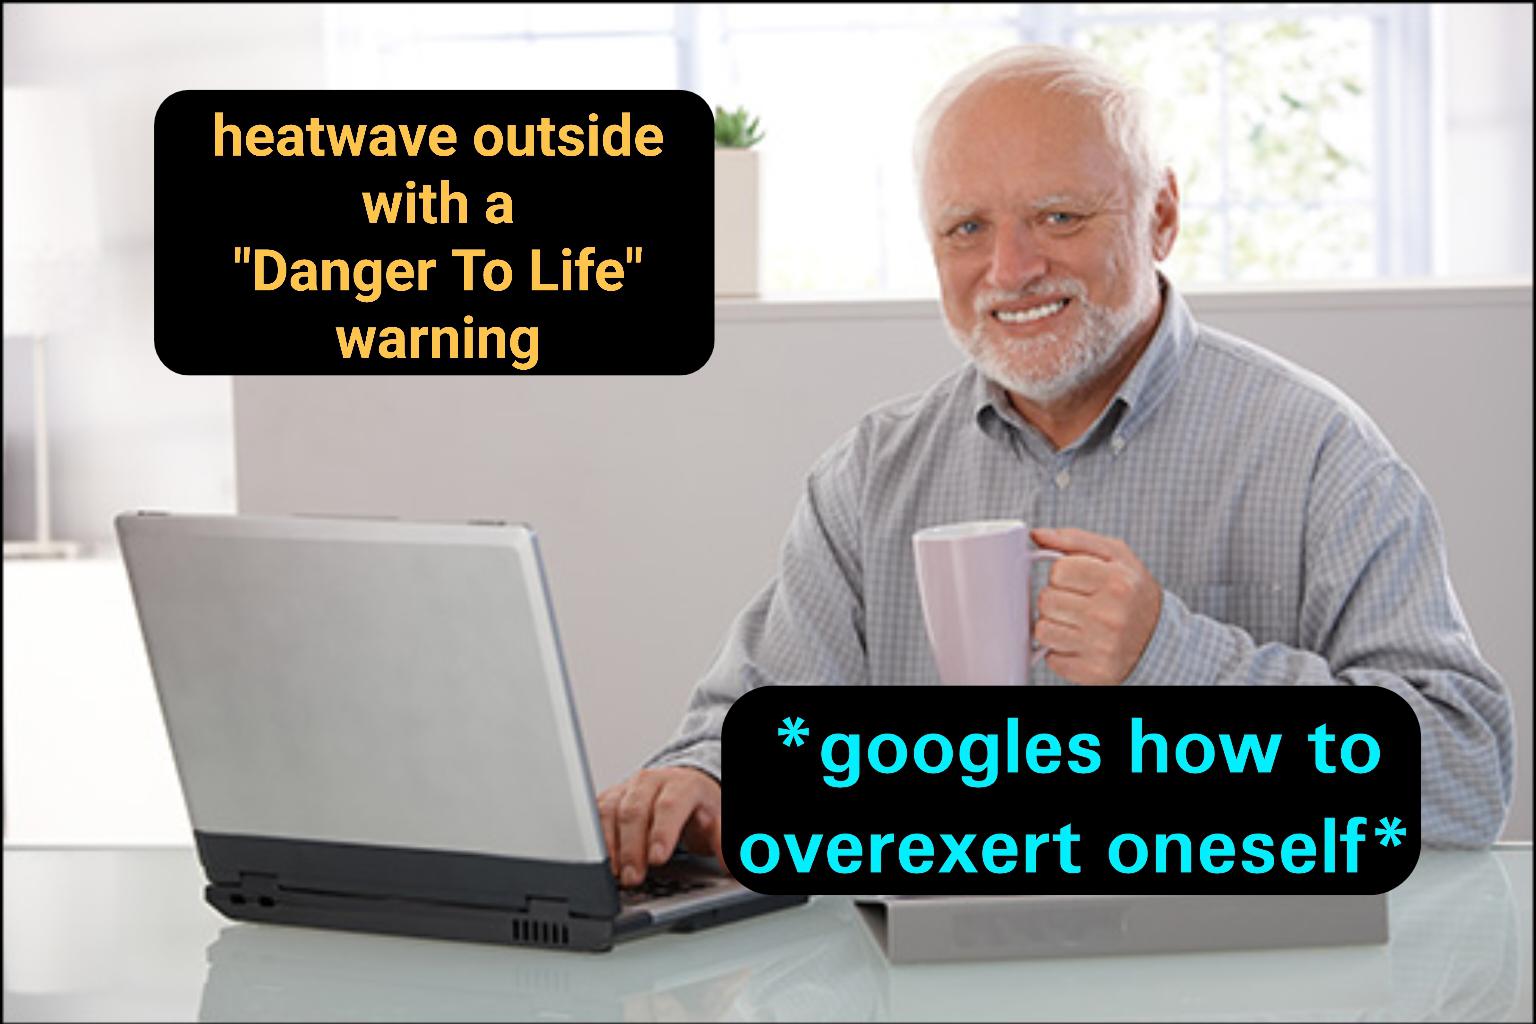 heatwave outside
with a
"Danger To Life"
warning
*googles how to
overexert oneself*